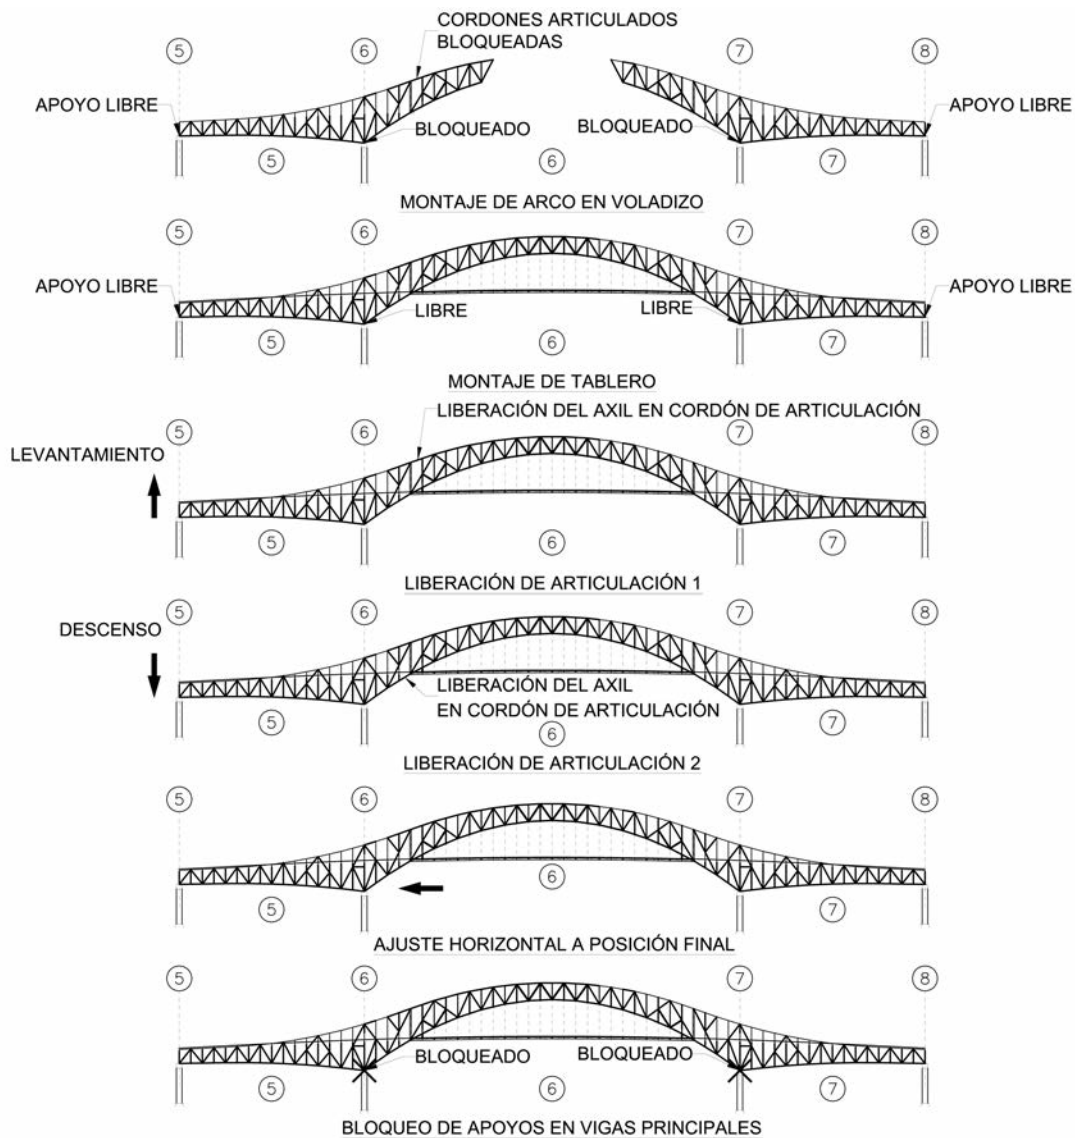 CORDONES ARTICULADOS
BLOQUEADAS
5
6
7
8
APOYO LIBRE
APOYO LIBRE
BLOQUEADO
BLOQUEADO
5
6
7
MONTAJE DE ARCO EN VOLADIZO
5
6
7
8
APOYO LIBRE
APOYO LIBRE
LIBRE
LIBRE
5
6
7
MONTAJE DE TABLERO
LIBERACIÓN DEL AXIL EN CORDÓN DE ARTICULACIÓN
5
6
7
8
LEVANTAMIENTO
5
6
7
LIBERACIÓN DE ARTICULACIÓN 1
5
6
7
8
DESCENSO
LIBERACIÓN DEL AXIL
EN CORDÓN DE ARTICULACIÓN
5
6
7
LIBERACIÓN DE ARTICULACIÓN 2
5
6
7
8
6
5
7
AJUSTE HORIZONTAL A POSICIÓN FINAL
5
6
7
8
BLOQUEADO
BLOQUEADO
5
6
7
BLOQUEO DE APOYOS EN VIGAS PRINCIPALES